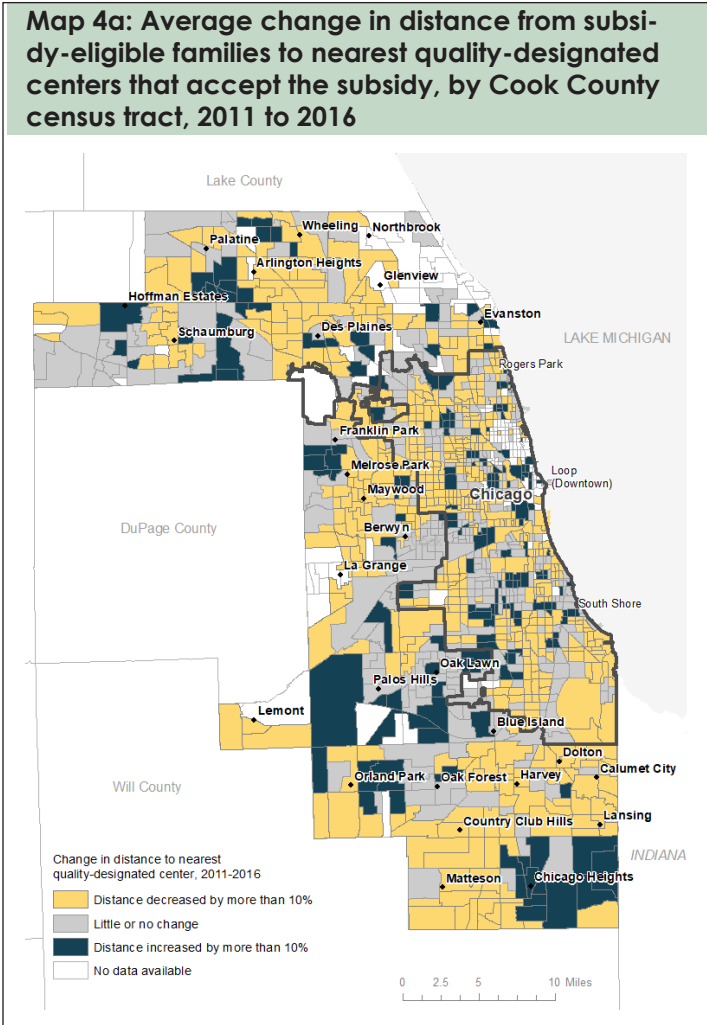 Map 4a: Average change in distance from subsi-
dy-eligible families to nearest quality-designated
centers that accept the subsidy, by Cook County
census tract, 2011 to 2016
Lake County
Wheeling
Northbrook
Palatine
Arlington Heights
Glenview
Hoffman Estates
Evanston
Schaumburg
Des Plaines
LAKE MICHIGAN
Rogers Park
Franklin Park
Melrose Park
Loop
(Downtown)
Maywood
Chicago
DuPage County
Berwyn
La Grange
South Shore
Oak Lawn
Palos Hills
Lemont
Blue Island
Dolton
Calumet City
Will County
Orland Park
Oak Forest
Harvey
Country Club Hills
Lansing
INDIANA
Matteson
Chicago Heights
Change in distance to nearest
quality-designated center, 2011-2016
Distance decreased by more than 10%
Little or no change
Distance increased by more than 10%
No data available
0 2.5 5 10 Miles